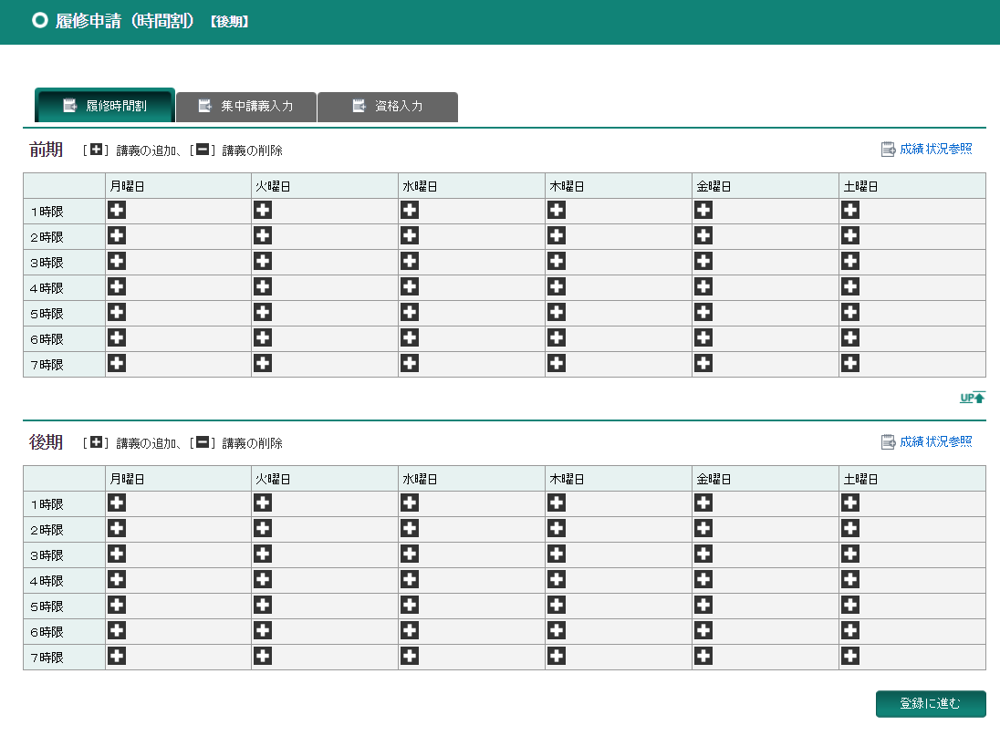 履修申請（時間割）【後期】
履修時間割 集中講義入力 資格入力
前期 [＋] 講義の追加、[－] 講義の削除 成績状況参照
月曜日 火曜日 水曜日 木曜日 金曜日 土曜日
1時限
2時限
3時限
4時限
5時限
6時限
7時限
UP
後期 [＋] 講義の追加、[－] 講義の削除 成績状況参照
月曜日 火曜日 水曜日 木曜日 金曜日 土曜日
1時限
2時限
3時限
4時限
5時限
6時限
7時限
登録に進む